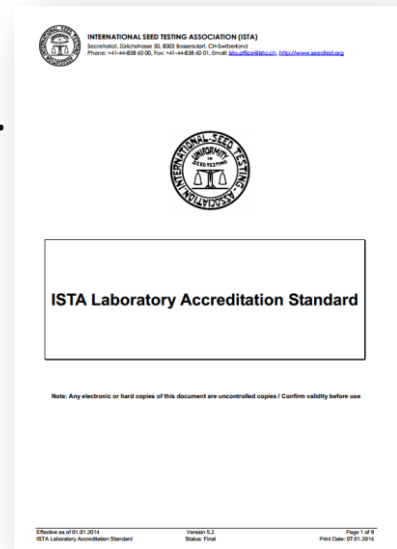 INTERNATIONAL SEED TESTING ASSOCIATION (ISTA)
Secretariat, Zürichstrasse 50, 8303 Bassersdorf, CH-Switzerland
Phone: +41-44-838 60 00, Fax: +41-44-838 60 01, Email: ista.office@ista.ch, http://www.seedtest.org
INTERNATIONAL SEED TESTING ASSOCIATION
UNIFORMITY
IN
SEED TESTING
ISTA Laboratory Accreditation Standard
Note: Any electronic or hard copies of this document are uncontrolled copies / Confirm validity before use
Effective as of 01.01.2014 Version 5.2 Page 1 of 9
ISTA Laboratory Accreditation Standard Status: Final Print Date: 07.01.2014